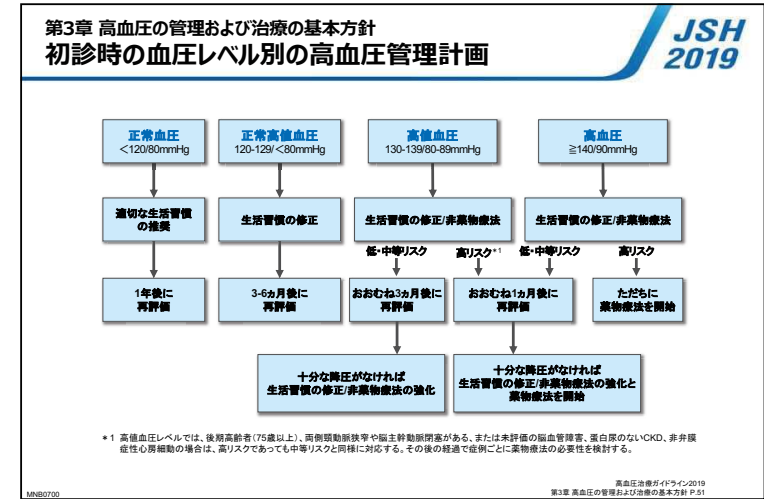 第3章 高血圧の管理および治療の基本方針
初診時の血圧レベル別の高血圧管理計画
JSH
2019
正常血圧
<120/80mmHg
正常高値血圧
120-129/<80mmHg
高値血圧
130-139/80-89mmHg
高血圧
≧140/90mmHg
適切な生活習慣
の推奨
生活習慣の修正
生活習慣の修正/非薬物療法
生活習慣の修正/非薬物療法
低・中等リスク
高リスク*1
低・中等リスク
高リスク
1年後に
再評価
3-6ヵ月後に
再評価
おおむね3ヵ月後に
再評価
おおむね1ヵ月後に
再評価
ただちに
薬物療法を開始
十分な降圧がなければ
生活習慣の修正/非薬物療法の強化
十分な降圧がなければ
生活習慣の修正/非薬物療法の強化と
薬物療法を開始
*1 高値血圧レベルでは、後期高齢者(75歳以上)、両側頸動脈狭窄や脳主幹動脈閉塞がある、または未評価の脳血管障害、蛋白尿のないCKD、非弁膜
症性心房細動の場合は、高リスクであっても中等リスクと同様に対応する。その後の経過で症例ごとに薬物療法の必要性を検討する。
高血圧治療ガイドライン2019
第3章 高血圧の管理および治療の基本方針 P.51
MNB0700